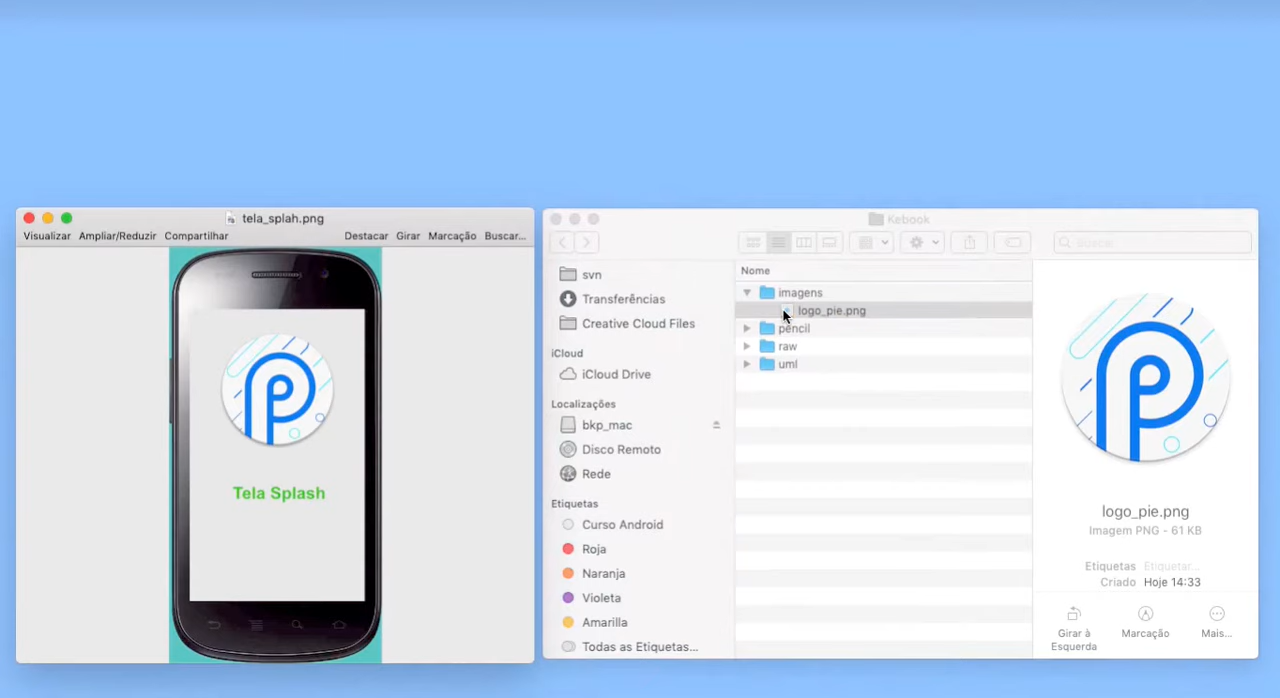 tela_splah.png
Visualizar Ampliar/Reduzir Compartilhar Destacar Girar Marcação Buscar...
Tela Splash
Kebook
Buscar
svn
Transferências
Creative Cloud Files
iCloud
iCloud Drive
Localizações
bkp_mac
Disco Remoto
Rede
Etiquetas
Curso Android
Roja
Naranja
Violeta
Amarilla
Todas as Etiquetas...
Nome
imagens
logo_pie.png
pencil
raw
uml
logo_pie.png
Imagem PNG - 61 KB
Etiquetas Etiquetar...
Criado Hoje 14:33
Girar à
Esquerda
Marcação
Mais...